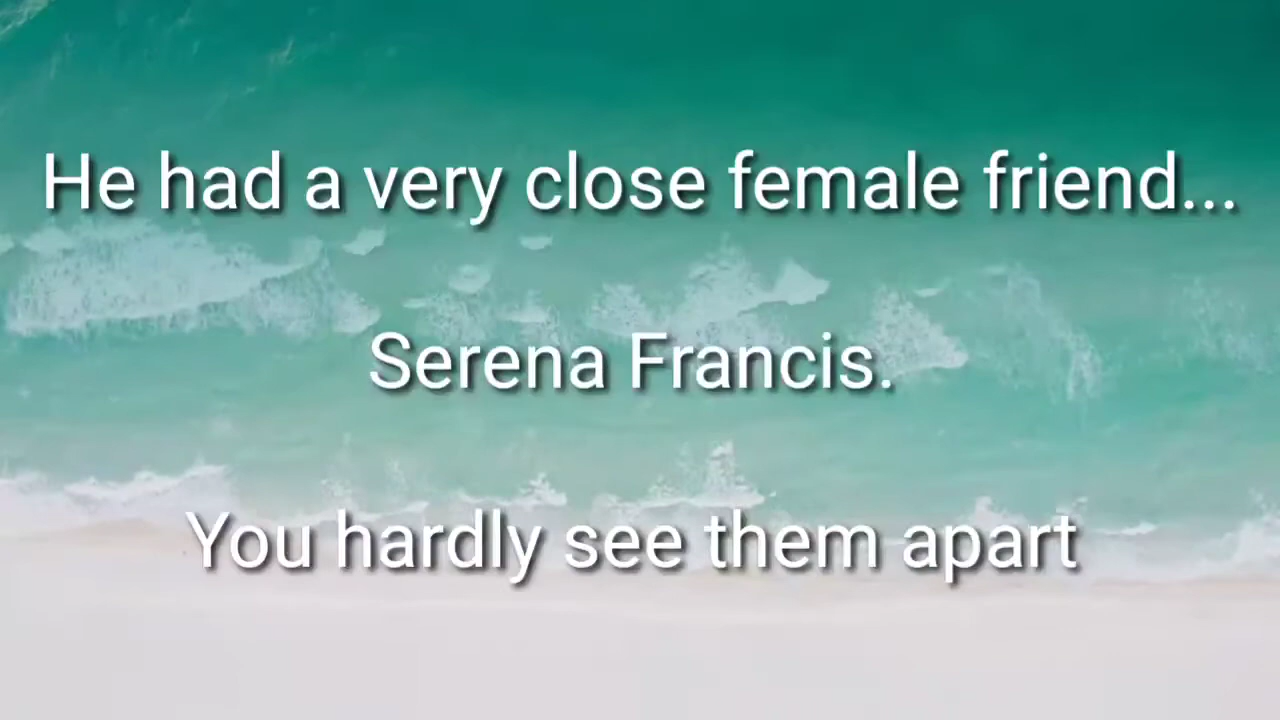 He had a very close female friend...
Serena Francis.
You hardly see them apart